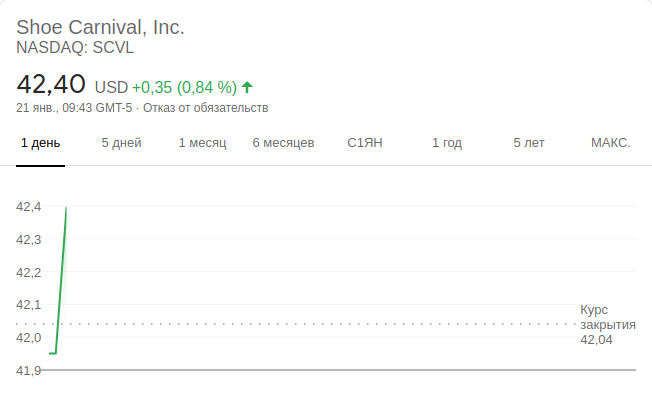 Shoe Carnival, Inc.
NASDAQ: SCVL
42,40 USD +0,35 (0,84 %)
21 янв., 09:43 GMT-5 · Отказ от обязательств
1 день 5 дней 1 месяц 6 месяцев С1ЯН 1 год 5 лет МАКС.
42,4
42,3
42,2
42,1
42,0
41,9
Курс
закрытия
42,04